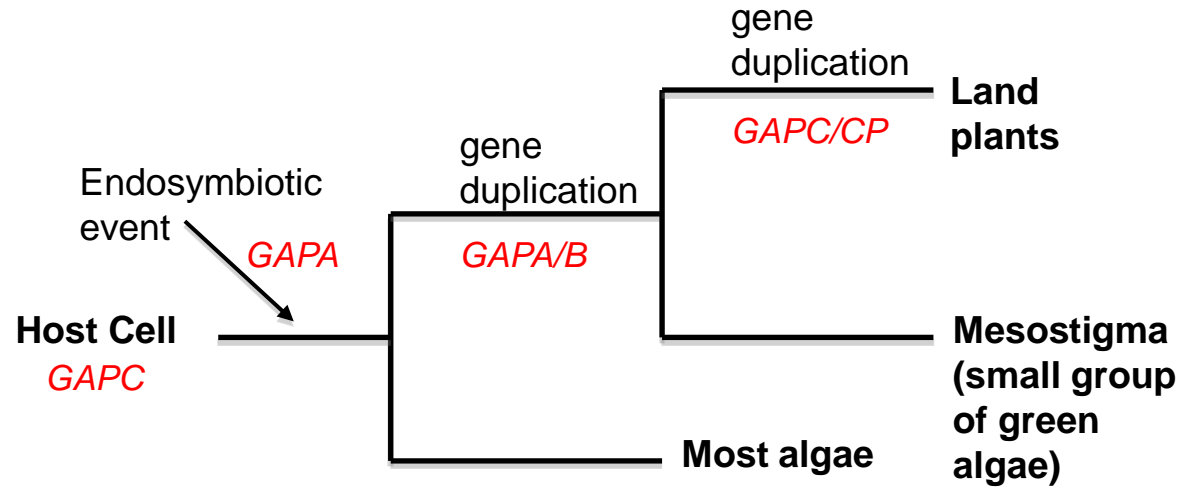 gene
duplication
Land
plants
GAPC/CP
gene
duplication
Endosymbiotic
event
GAPA
GAPA/B
Host Cell
GAPC
Mesostigma
(small group
of green
algae)
Most algae